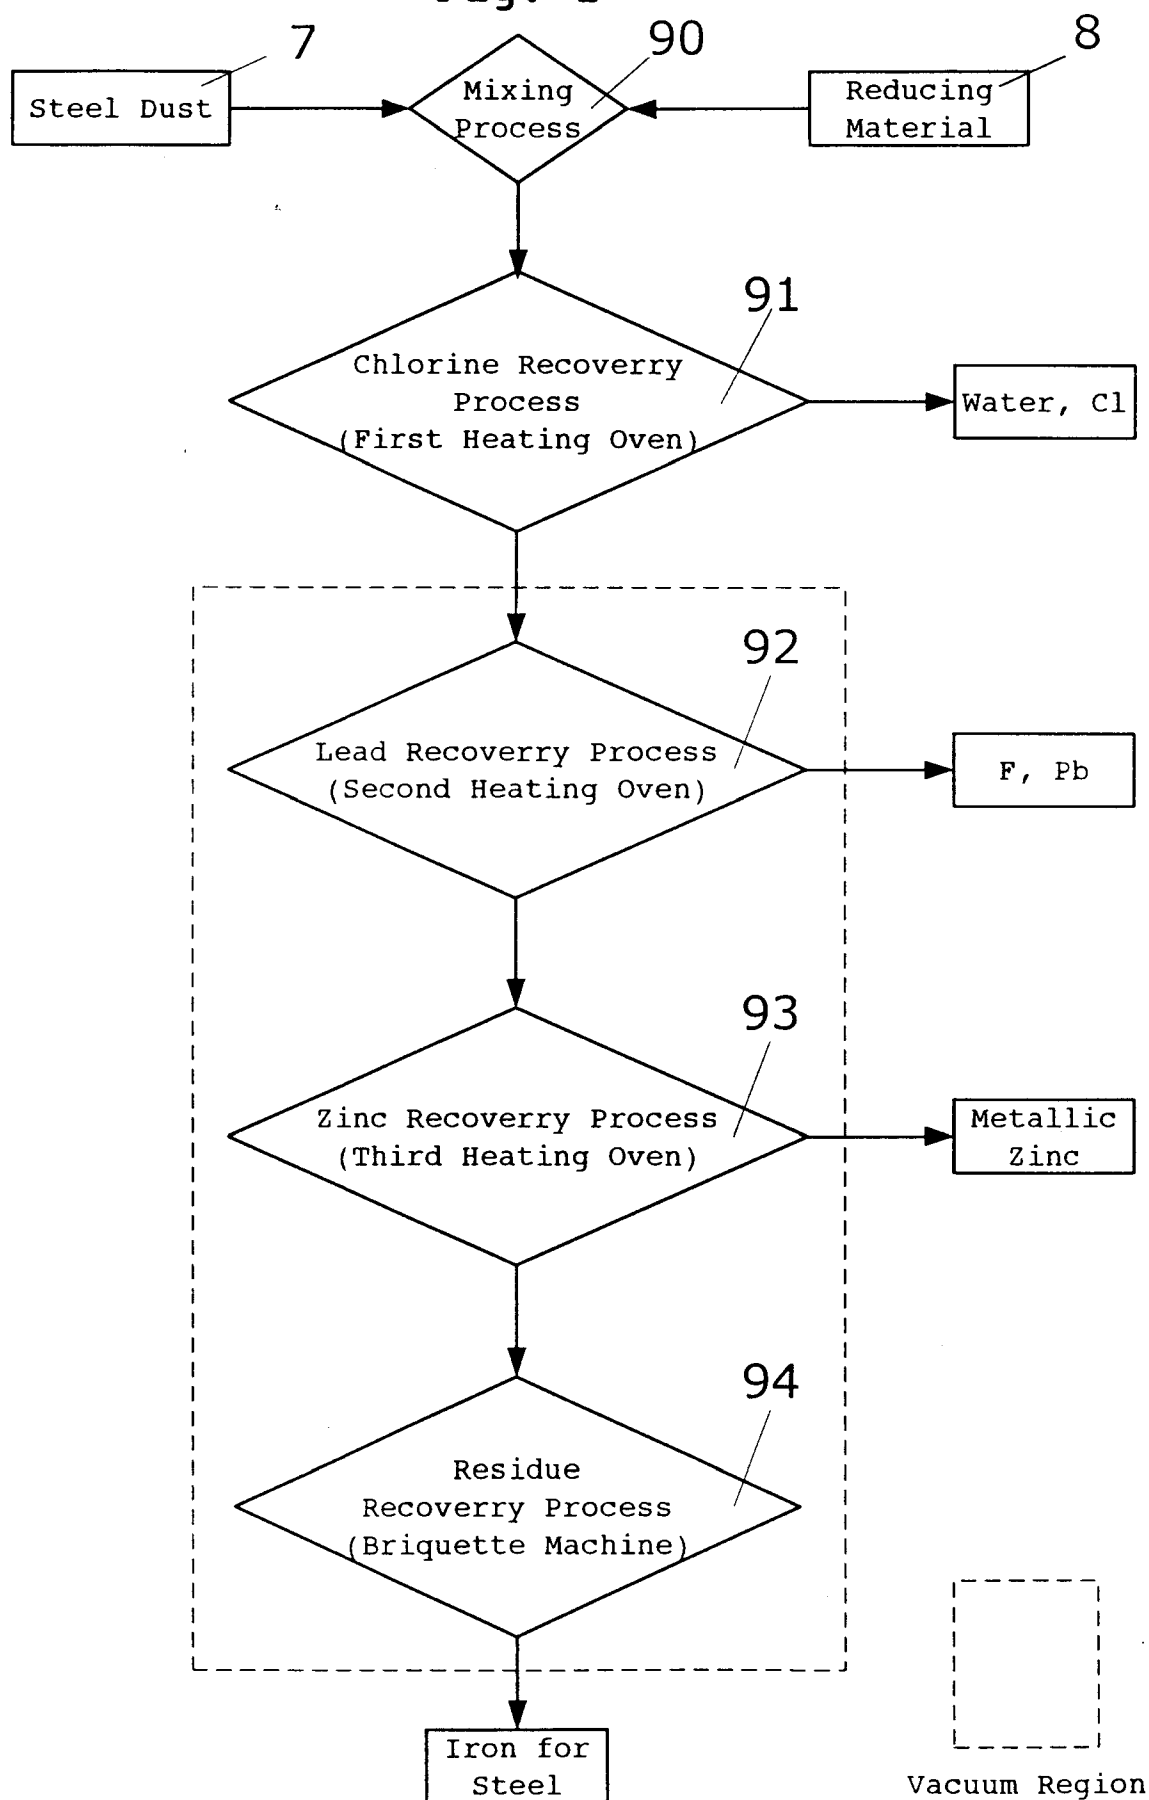 7
90
8
Steel Dust
Mixing
Process
Reducing
Material
91
Chlorine Recoverry
Process
(First Heating Oven)
Water, Cl
92
Lead Recoverry Process
(Second Heating Oven)
F, Pb
93
Zinc Recoverry Process
(Third Heating Oven)
Metallic
Zinc
94
Residue
Recoverry Process
(Briquette Machine)
Iron for
Steel
Vacuum Region